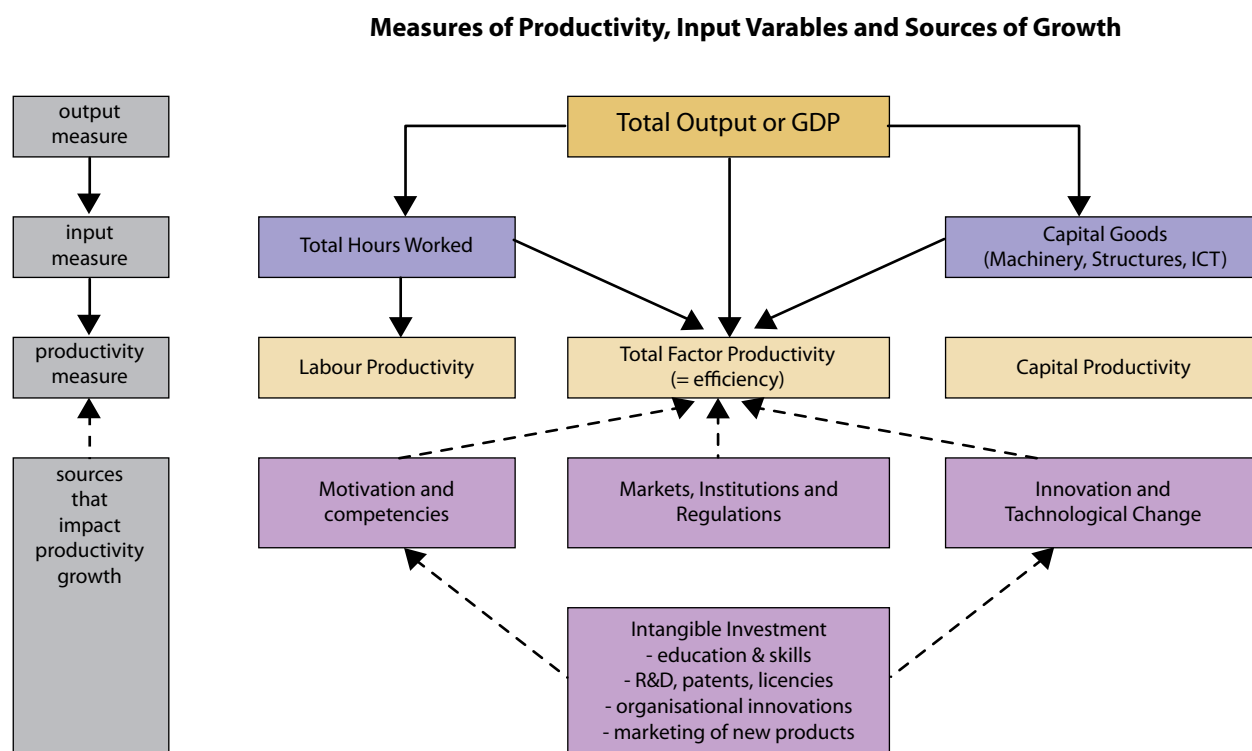 Measures of Productivity, Input Varables and Sources of Growth
output
measure
Total Output or GDP
input
measure
Total Hours Worked
Capital Goods
(Machinery, Structures, ICT)
productivity
measure
Labour Productivity
Total Factor Productivity
(= efficiency)
Capital Productivity
sources
that
impact
productivity
growth
Motivation and
competencies
Markets, Institutions and
Regulations
Innovation and
Tachnological Change
Intangible Investment
- education & skills
- R&D, patents, licencies
- organisational innovations
- marketing of new products